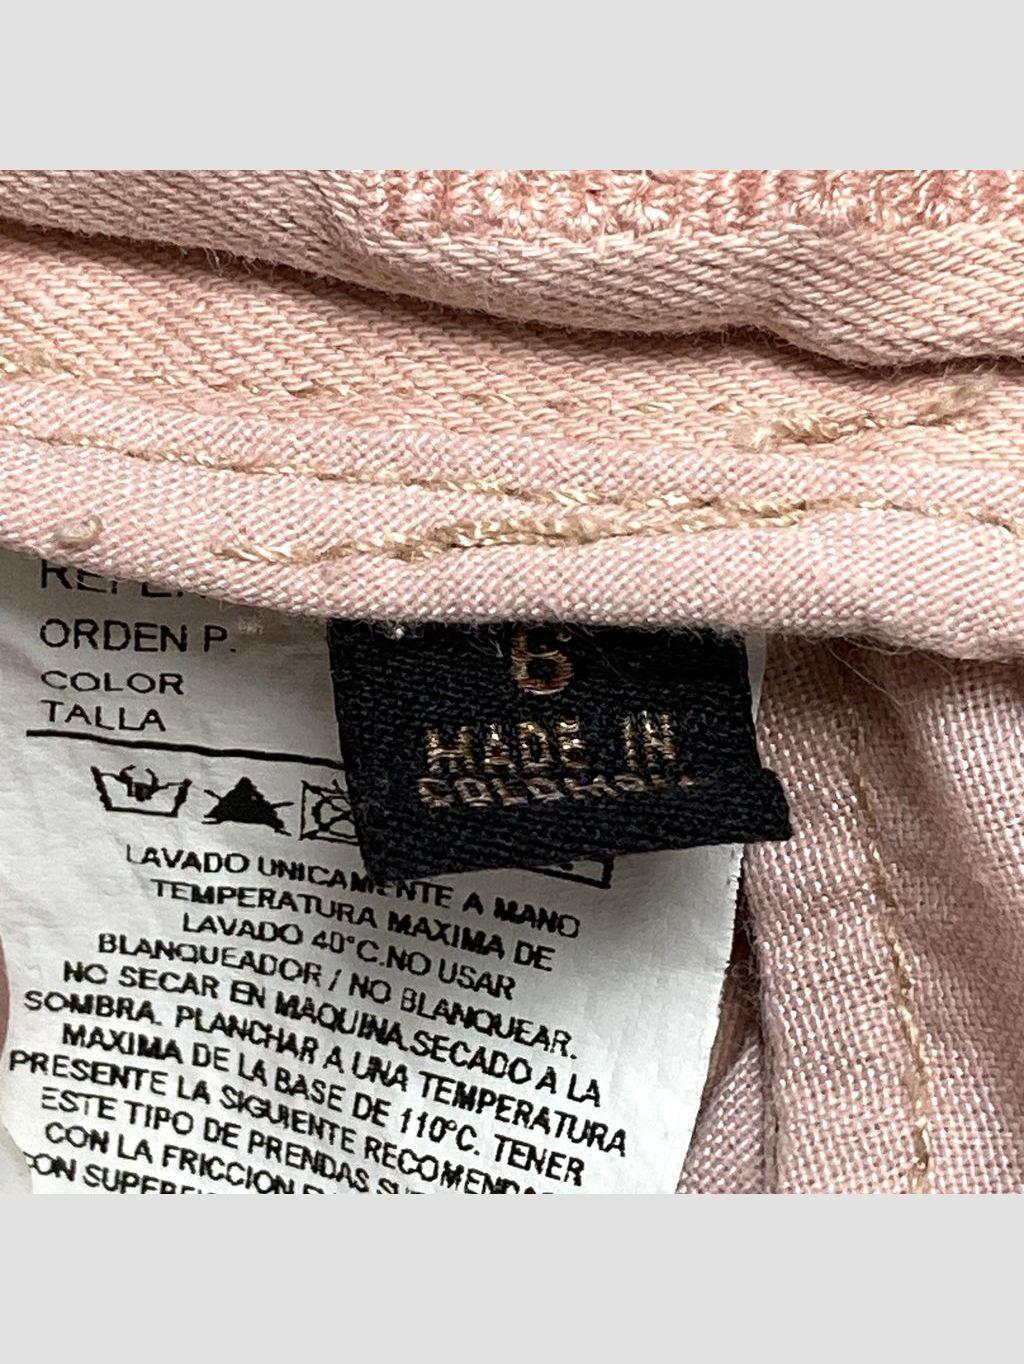 ORDEN P.
COLOR
TALLA
6
MADE IN
COLOMBIA
LAVADO UNICAMENTE A MANO
TEMPERATURA MAXIMA DE
LAVADO 40°C.NO USAR
BLANQUEADOR / NO BLANQUEAR.
NO SECAR EN MAQUINA.SECADO A LA
SOMBRA. PLANCHAR A UNA TEMPERATURA
MAXIMA DE LA BASE DE 110°C. TENER
PRESENTE LA SIGUIENTE
ESTE TIPO DE PRENDAS
CON LA FRICCION
CON